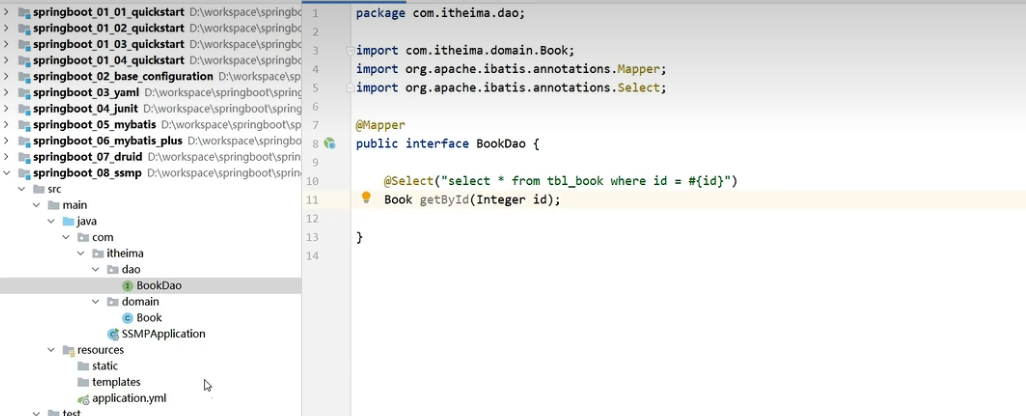 springboot_01_01_quickstart D:\workspace\springb
springboot_01_02_quickstart D:\workspace\springb
springboot_01_03_quickstart D:\workspace\springb
springboot_01_04_quickstart D:\workspace\springb
springboot_02_base_configuration D:\workspace\s
springboot_03_yaml D:\workspace\springboot\spring
springboot_04_junit D:\workspace\springboot\spring
springboot_05_mybatis D:\workspace\springboot\sp
springboot_06_mybatis_plus D:\workspace\springbo
springboot_07_druid D:\workspace\springboot\sprin
springboot_08_ssmp D:\workspace\springboot\sprin
src
main
java
com
itheima
dao
BookDao
domain
Book
SSMPApplication
resources
static
templates
application.yml
test
1 package com.itheima.dao;
2
3 import com.itheima.domain.Book;
4 import org.apache.ibatis.annotations.Mapper;
5 import org.apache.ibatis.annotations.Select;
6
7 @Mapper
8 public interface BookDao {
9
10 @Select("select * from tbl_book where id = #{id}")
11 Book getById(Integer id);
12
13 }
14